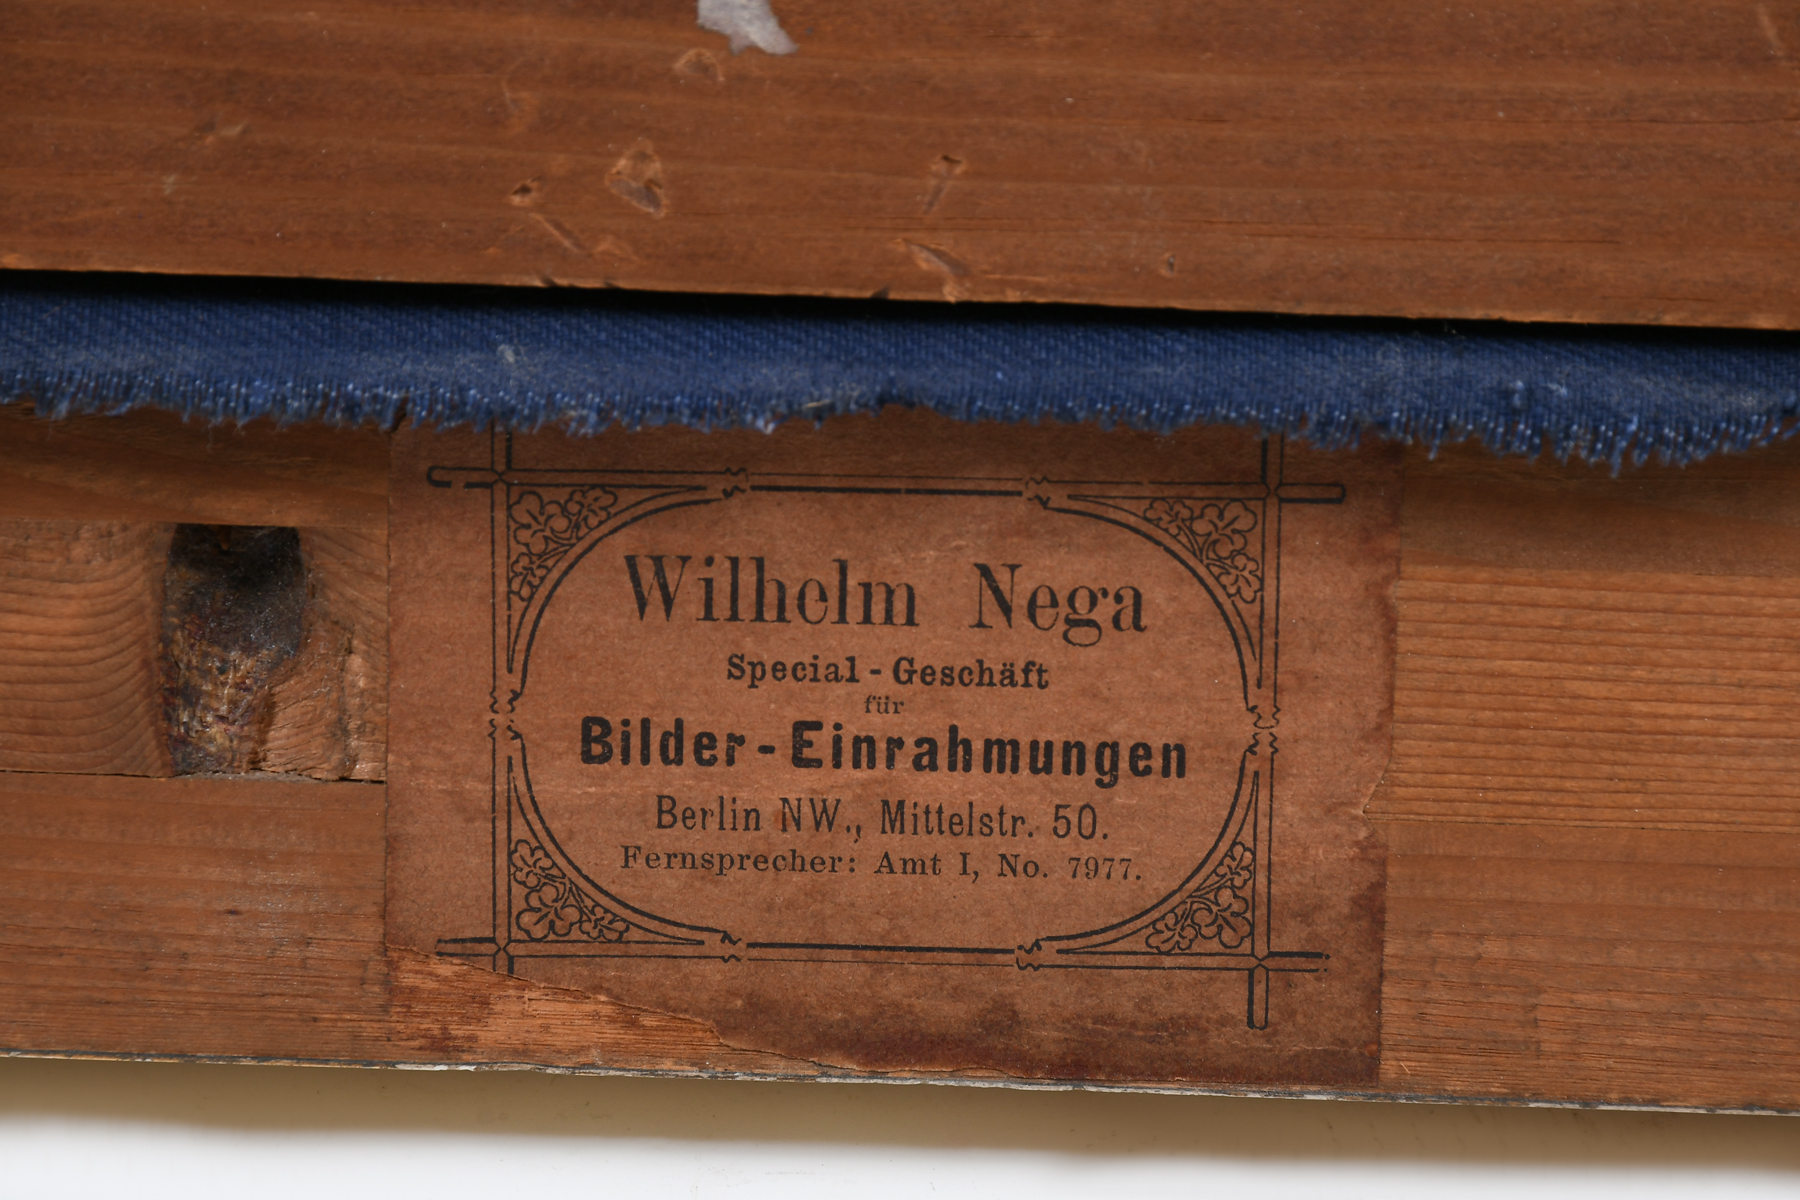 Wilhelm Nega
Special-Geschäft
für
Bilder-Einrahmungen
Berlin NW., Mittelstr. 50.
Fernsprecher: Amt I, No. 7977.